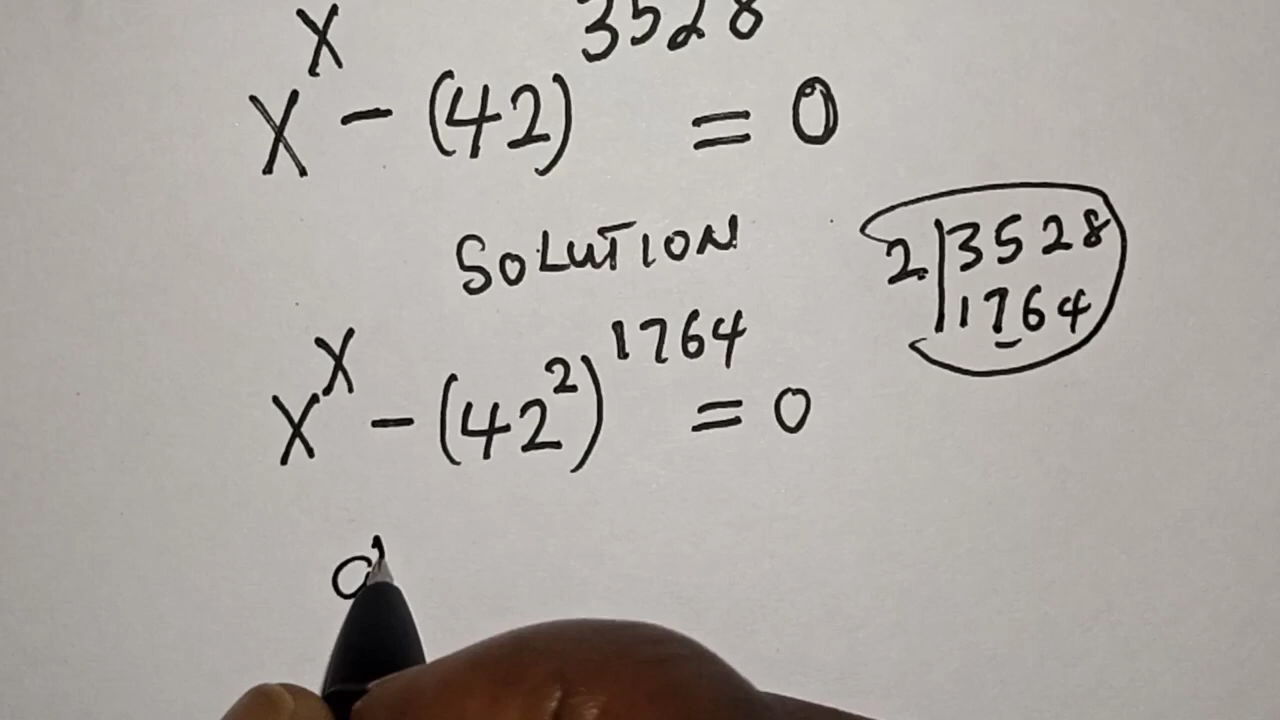 x^x - (42)^3528 = 0
SOLUTION
2|3528
1764
x^x - (42^2)^1764 = 0
a